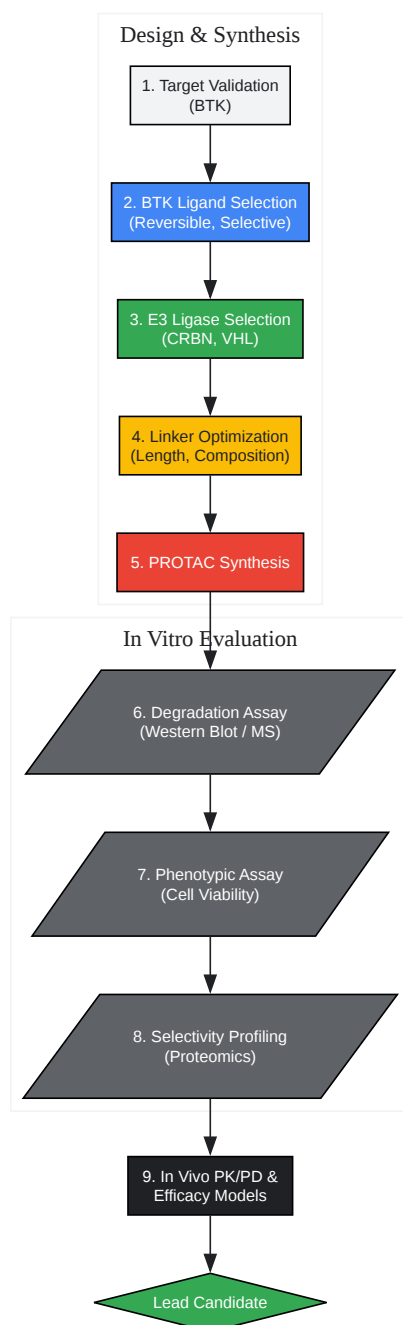 Design & Synthesis
1. Target Validation
(BTK)
2. BTK Ligand Selection
(Reversible, Selective)
3. E3 Ligase Selection
(CRBN, VHL)
4. Linker Optimization
(Length, Composition)
5. PROTAC Synthesis
In Vitro Evaluation
6. Degradation Assay
(Western Blot / MS)
7. Phenotypic Assay
(Cell Viability)
8. Selectivity Profiling
(Proteomics)
9. In Vivo PK/PD &
Efficacy Models
Lead Candidate